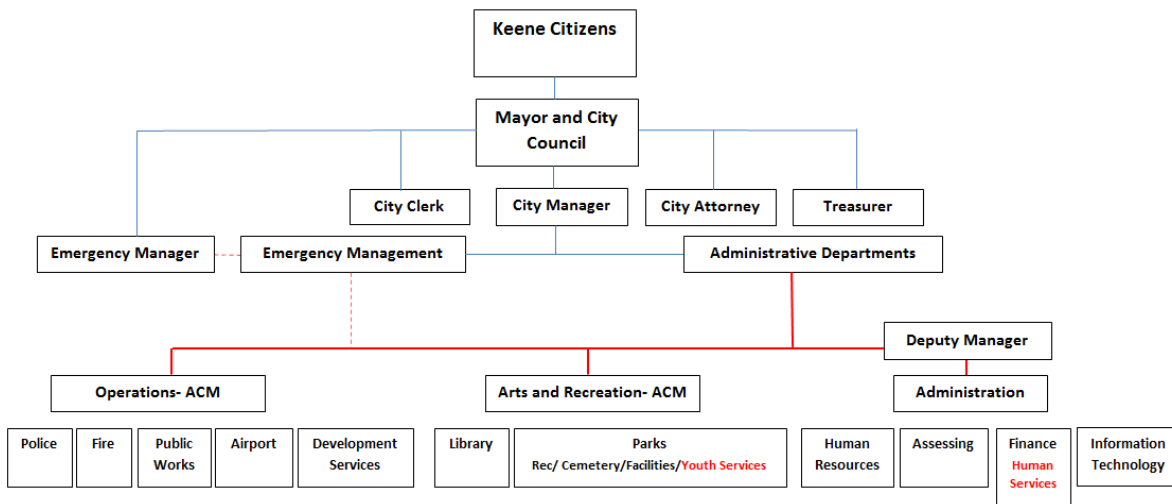 Keene Citizens
Mayor and City
Council
City Clerk
City Manager
City Attorney
Treasurer
Emergency Manager
Emergency Management
Administrative Departments
Deputy Manager
Operations- ACM
Arts and Recreation- ACM
Administration
Police
Fire
Public
Works
Airport
Development
Services
Library
Parks
Rec/ Cemetery/Facilities/Youth Services
Human
Resources
Assessing
Finance
Human
Services
Information
Technology